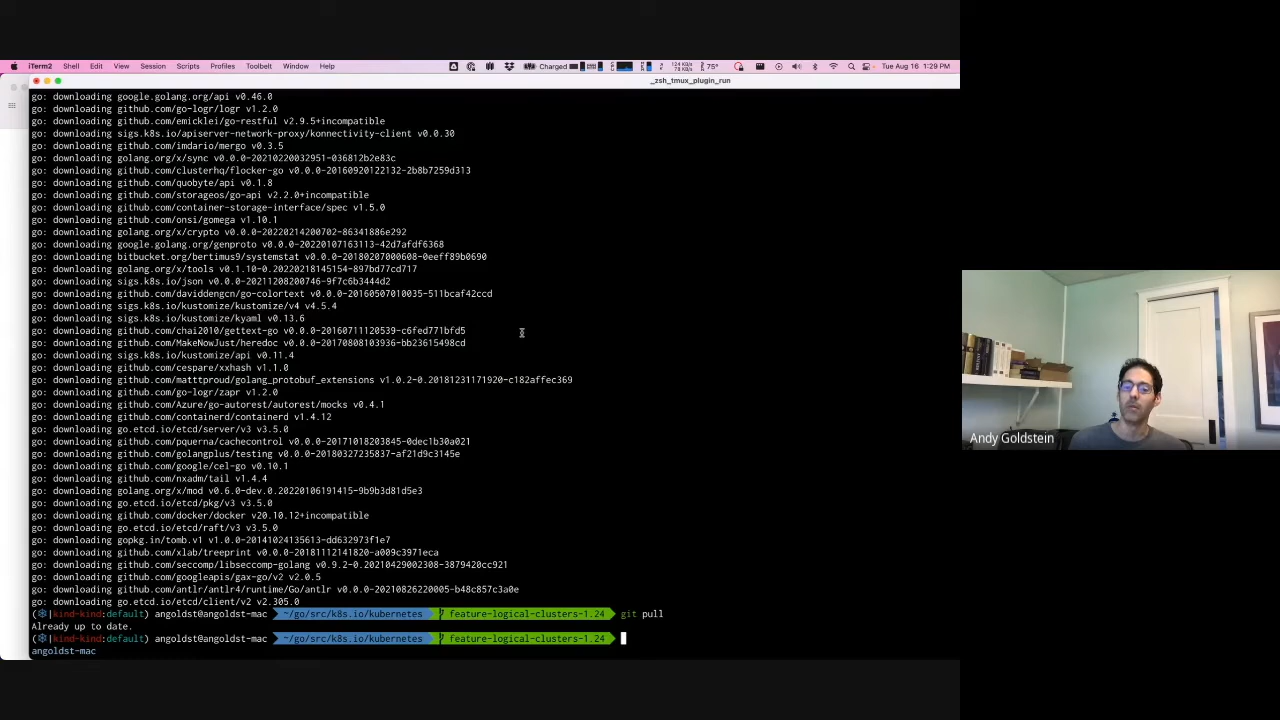 iTerm2 Shell Edit View Session Scripts Profiles Toolbelt Window Help Charged 75° Tue Aug 16 1:29 PM
_zsh_tmux_plugin_run
go: downloading google.golang.org/api v0.46.0
go: downloading github.com/go-logr/logr v1.2.0
go: downloading github.com/emicklei/go-restful v2.9.5+incompatible
go: downloading sigs.k8s.io/apiserver-network-proxy/konnectivity-client v0.0.30
go: downloading github.com/imdario/mergo v0.3.5
go: downloading golang.org/x/sync v0.0.0-20210220032951-036812b2e83c
go: downloading github.com/clusterhq/flocker-go v0.0.0-20160920122132-2b8b7259d313
go: downloading github.com/quobyte/api v0.1.8
go: downloading github.com/storageos/go-api v2.2.0+incompatible
go: downloading github.com/container-storage-interface/spec v1.5.0
go: downloading github.com/onsi/gomega v1.10.1
go: downloading golang.org/x/crypto v0.0.0-20220214200702-86341886e292
go: downloading google.golang.org/genproto v0.0.0-20220107163113-42d7afdf6368
go: downloading bitbucket.org/bertimus9/systemstat v0.0.0-20180207000608-0eeff89b0690
go: downloading golang.org/x/tools v0.1.10-0.20220218145154-897bd77cd717
go: downloading sigs.k8s.io/json v0.0.0-20211208200746-9f7c6b3444d2
go: downloading github.com/daviddengcn/go-colortext v0.0.0-20160507010035-511bcaf42ccd
go: downloading sigs.k8s.io/kustomize/kustomize/v4 v4.5.4
go: downloading sigs.k8s.io/kustomize/kyaml v0.13.6
go: downloading github.com/chai2010/gettext-go v0.0.0-20160711120539-c6fed771bfd5
go: downloading github.com/MakeNowJust/heredoc v0.0.0-20170808103936-bb23615498cd
go: downloading sigs.k8s.io/kustomize/api v0.11.4
go: downloading github.com/cespare/xxhash v1.1.0
go: downloading github.com/matttproud/golang_protobuf_extensions v1.0.2-0.20181231171920-c182affec369
go: downloading github.com/go-logr/zapr v1.2.0
go: downloading github.com/Azure/go-autorest/autorest/mocks v0.4.1
go: downloading github.com/containerd/containerd v1.4.12
go: downloading go.etcd.io/etcd/server/v3 v3.5.0
go: downloading github.com/pquerna/cachecontrol v0.0.0-20171018203845-0dec1b30a021
go: downloading github.com/golangplus/testing v0.0.0-20180327235837-af21d9c3145e
go: downloading github.com/google/cel-go v0.10.1
go: downloading github.com/nxadm/tail v1.4.4
go: downloading golang.org/x/mod v0.6.0-dev.0.20220106191415-9b9b3d81d5e3
go: downloading go.etcd.io/etcd/pkg/v3 v3.5.0
go: downloading github.com/docker/docker v20.10.12+incompatible
go: downloading go.etcd.io/etcd/raft/v3 v3.5.0
go: downloading gopkg.in/tomb.v1 v1.0.0-20141024135613-dd632973f1e7
go: downloading github.com/xlab/treeprint v0.0.0-20181112141820-a009c3971eca
go: downloading github.com/seccomp/libseccomp-golang v0.9.2-0.20210429002308-3879420cc921
go: downloading github.com/googleapis/gax-go/v2 v2.0.5
go: downloading github.com/antlr/antlr4/runtime/Go/antlr v0.0.0-20210826220005-b48c857c3a0e
go: downloading go.etcd.io/etcd/client/v2 v2.305.0
(|kind-kind:default) angoldst@angoldst-mac ~/go/src/k8s.io/kubernetes feature-logical-clusters-1.24 git pull
Already up to date.
(|kind-kind:default) angoldst@angoldst-mac ~/go/src/k8s.io/kubernetes feature-logical-clusters-1.24
angoldst-mac
Andy Goldstein